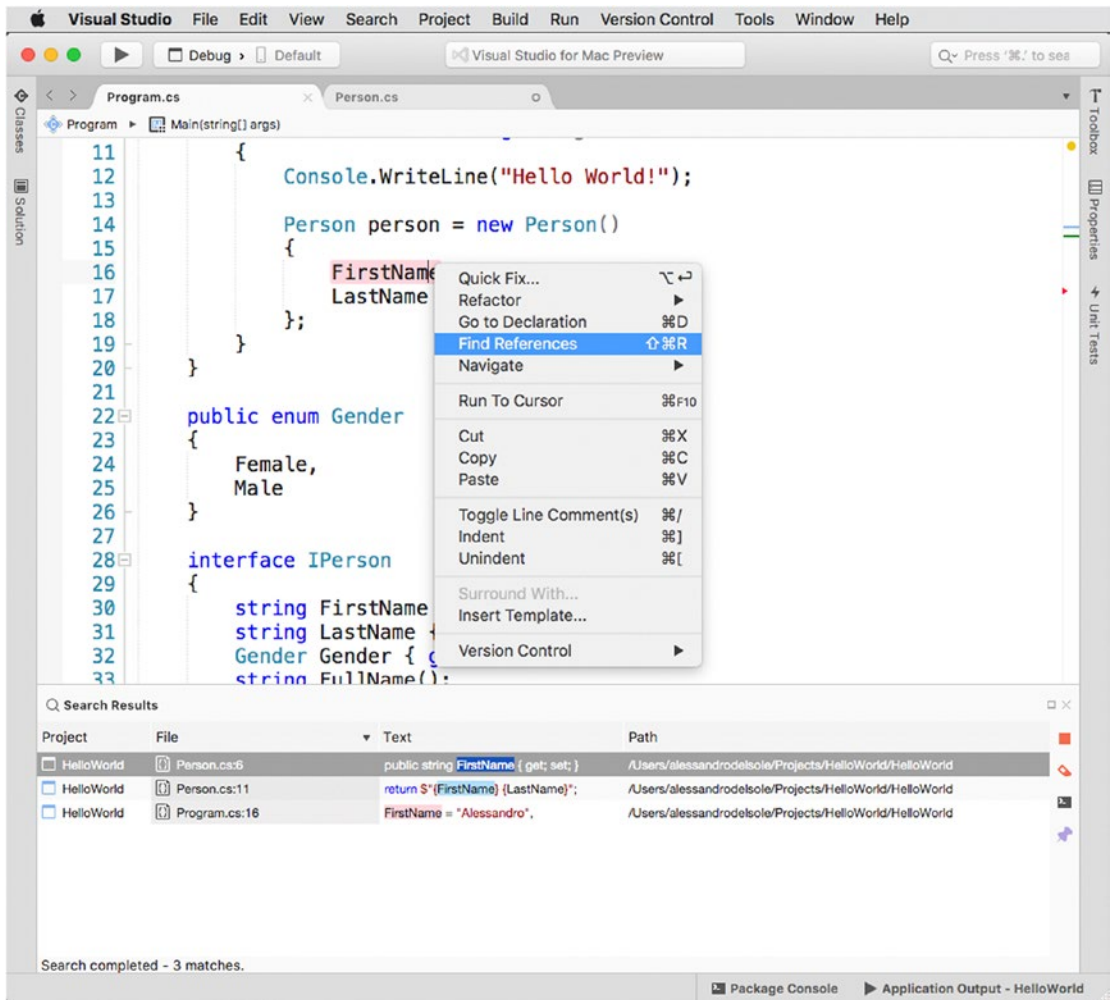 Visual Studio File Edit View Search Project Build Run Version Control Tools Window Help
Debug › Default Visual Studio for Mac Preview Press '⌘.' to sea
Program.cs × Person.cs
Program ▶ Main(string[] args)
Classes
Solution
Toolbox
Properties
Unit Tests
11 {
12 Console.WriteLine("Hello World!");
13
14 Person person = new Person()
15 {
16 FirstName
17 LastName
18 };
19 }
20 }
21
22 public enum Gender
23 {
24 Female,
25 Male
26 }
27
28 interface IPerson
29 {
30 string FirstName
31 string LastName {
32 Gender Gender { g
33 string FullName();
Quick Fix... ⌥↩
Refactor ▶
Go to Declaration ⌘D
Find References ⇧⌘R
Navigate ▶
Run To Cursor ⌘F10
Cut ⌘X
Copy ⌘C
Paste ⌘V
Toggle Line Comment(s) ⌘/
Indent ⌘]
Unindent ⌘[
Surround With...
Insert Template...
Version Control ▶
Search Results
Project File Text Path
HelloWorld Person.cs:6 public string FirstName { get; set; } /Users/alessandrodelsole/Projects/HelloWorld/HelloWorld
HelloWorld Person.cs:11 return $"{FirstName} {LastName}"; /Users/alessandrodelsole/Projects/HelloWorld/HelloWorld
HelloWorld Program.cs:16 FirstName = "Alessandro", /Users/alessandrodelsole/Projects/HelloWorld/HelloWorld
Search completed - 3 matches.
Package Console Application Output - HelloWorld